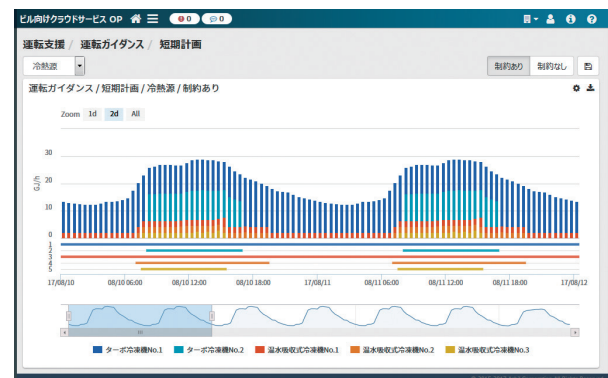 ビル向けクラウドサービス OP 0 0
運転支援 / 運転ガイダンス / 短期計画
冷熱源 制約あり 制約なし
運転ガイダンス / 短期計画 / 冷熱源 / 制約あり
Zoom 1d 2d All
30
20
GJ/h
10
0
1
2
3
4
5
17/08/10 08/10 06:00 08/10 12:00 08/10 18:00 17/08/11 08/11 06:00 08/11 12:00 08/11 18:00 17/08/12
ターボ冷凍機No.1 ターボ冷凍機No.2 温水吸収式冷凍機No.1 温水吸収式冷凍機No.2 温水吸収式冷凍機No.3